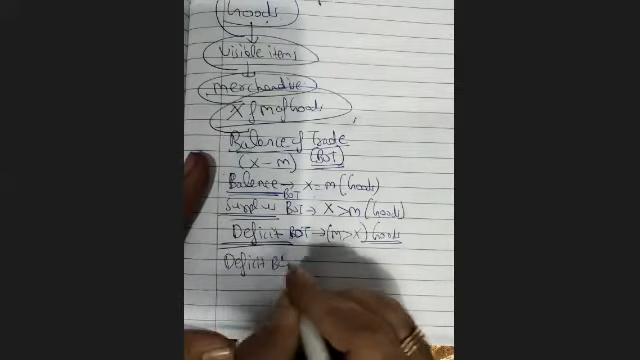 Goods
visible items
merchandise
X & M of Goods
Balance of Trade
(X - M) (BOT)
Balance BOT → X = M (Goods)
Surplus BOT → X > M (Goods)
Deficit BOT → (M > X) Goods
Deficit